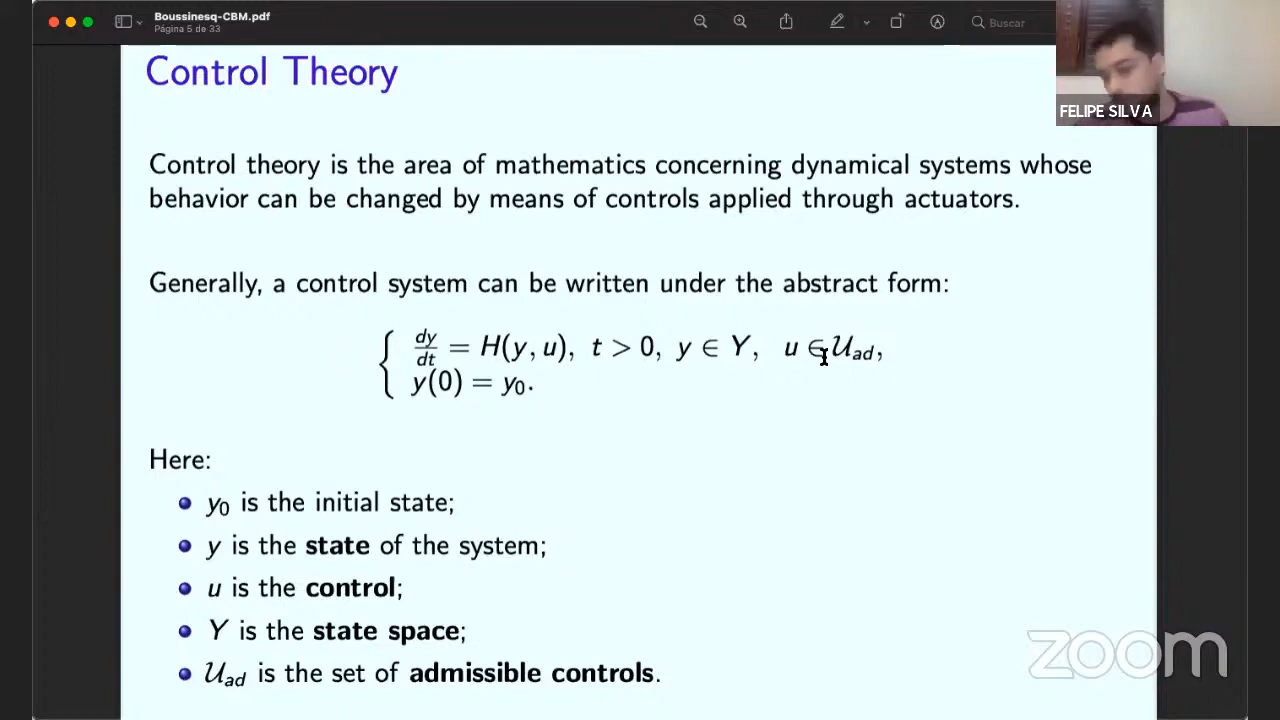 Boussinesq-CBM.pdf
Página 5 de 33
Buscar
FELIPE SILVA
Control Theory
Control theory is the area of mathematics concerning dynamical systems whose
behavior can be changed by means of controls applied through actuators.
Generally, a control system can be written under the abstract form:
{ dy/dt = H(y, u), t > 0, y ∈ Y, u ∈ 𝒰_ad,
y(0) = y₀.
Here:
• y₀ is the initial state;
• y is the state of the system;
• u is the control;
• Y is the state space;
• 𝒰_ad is the set of admissible controls.
zoom